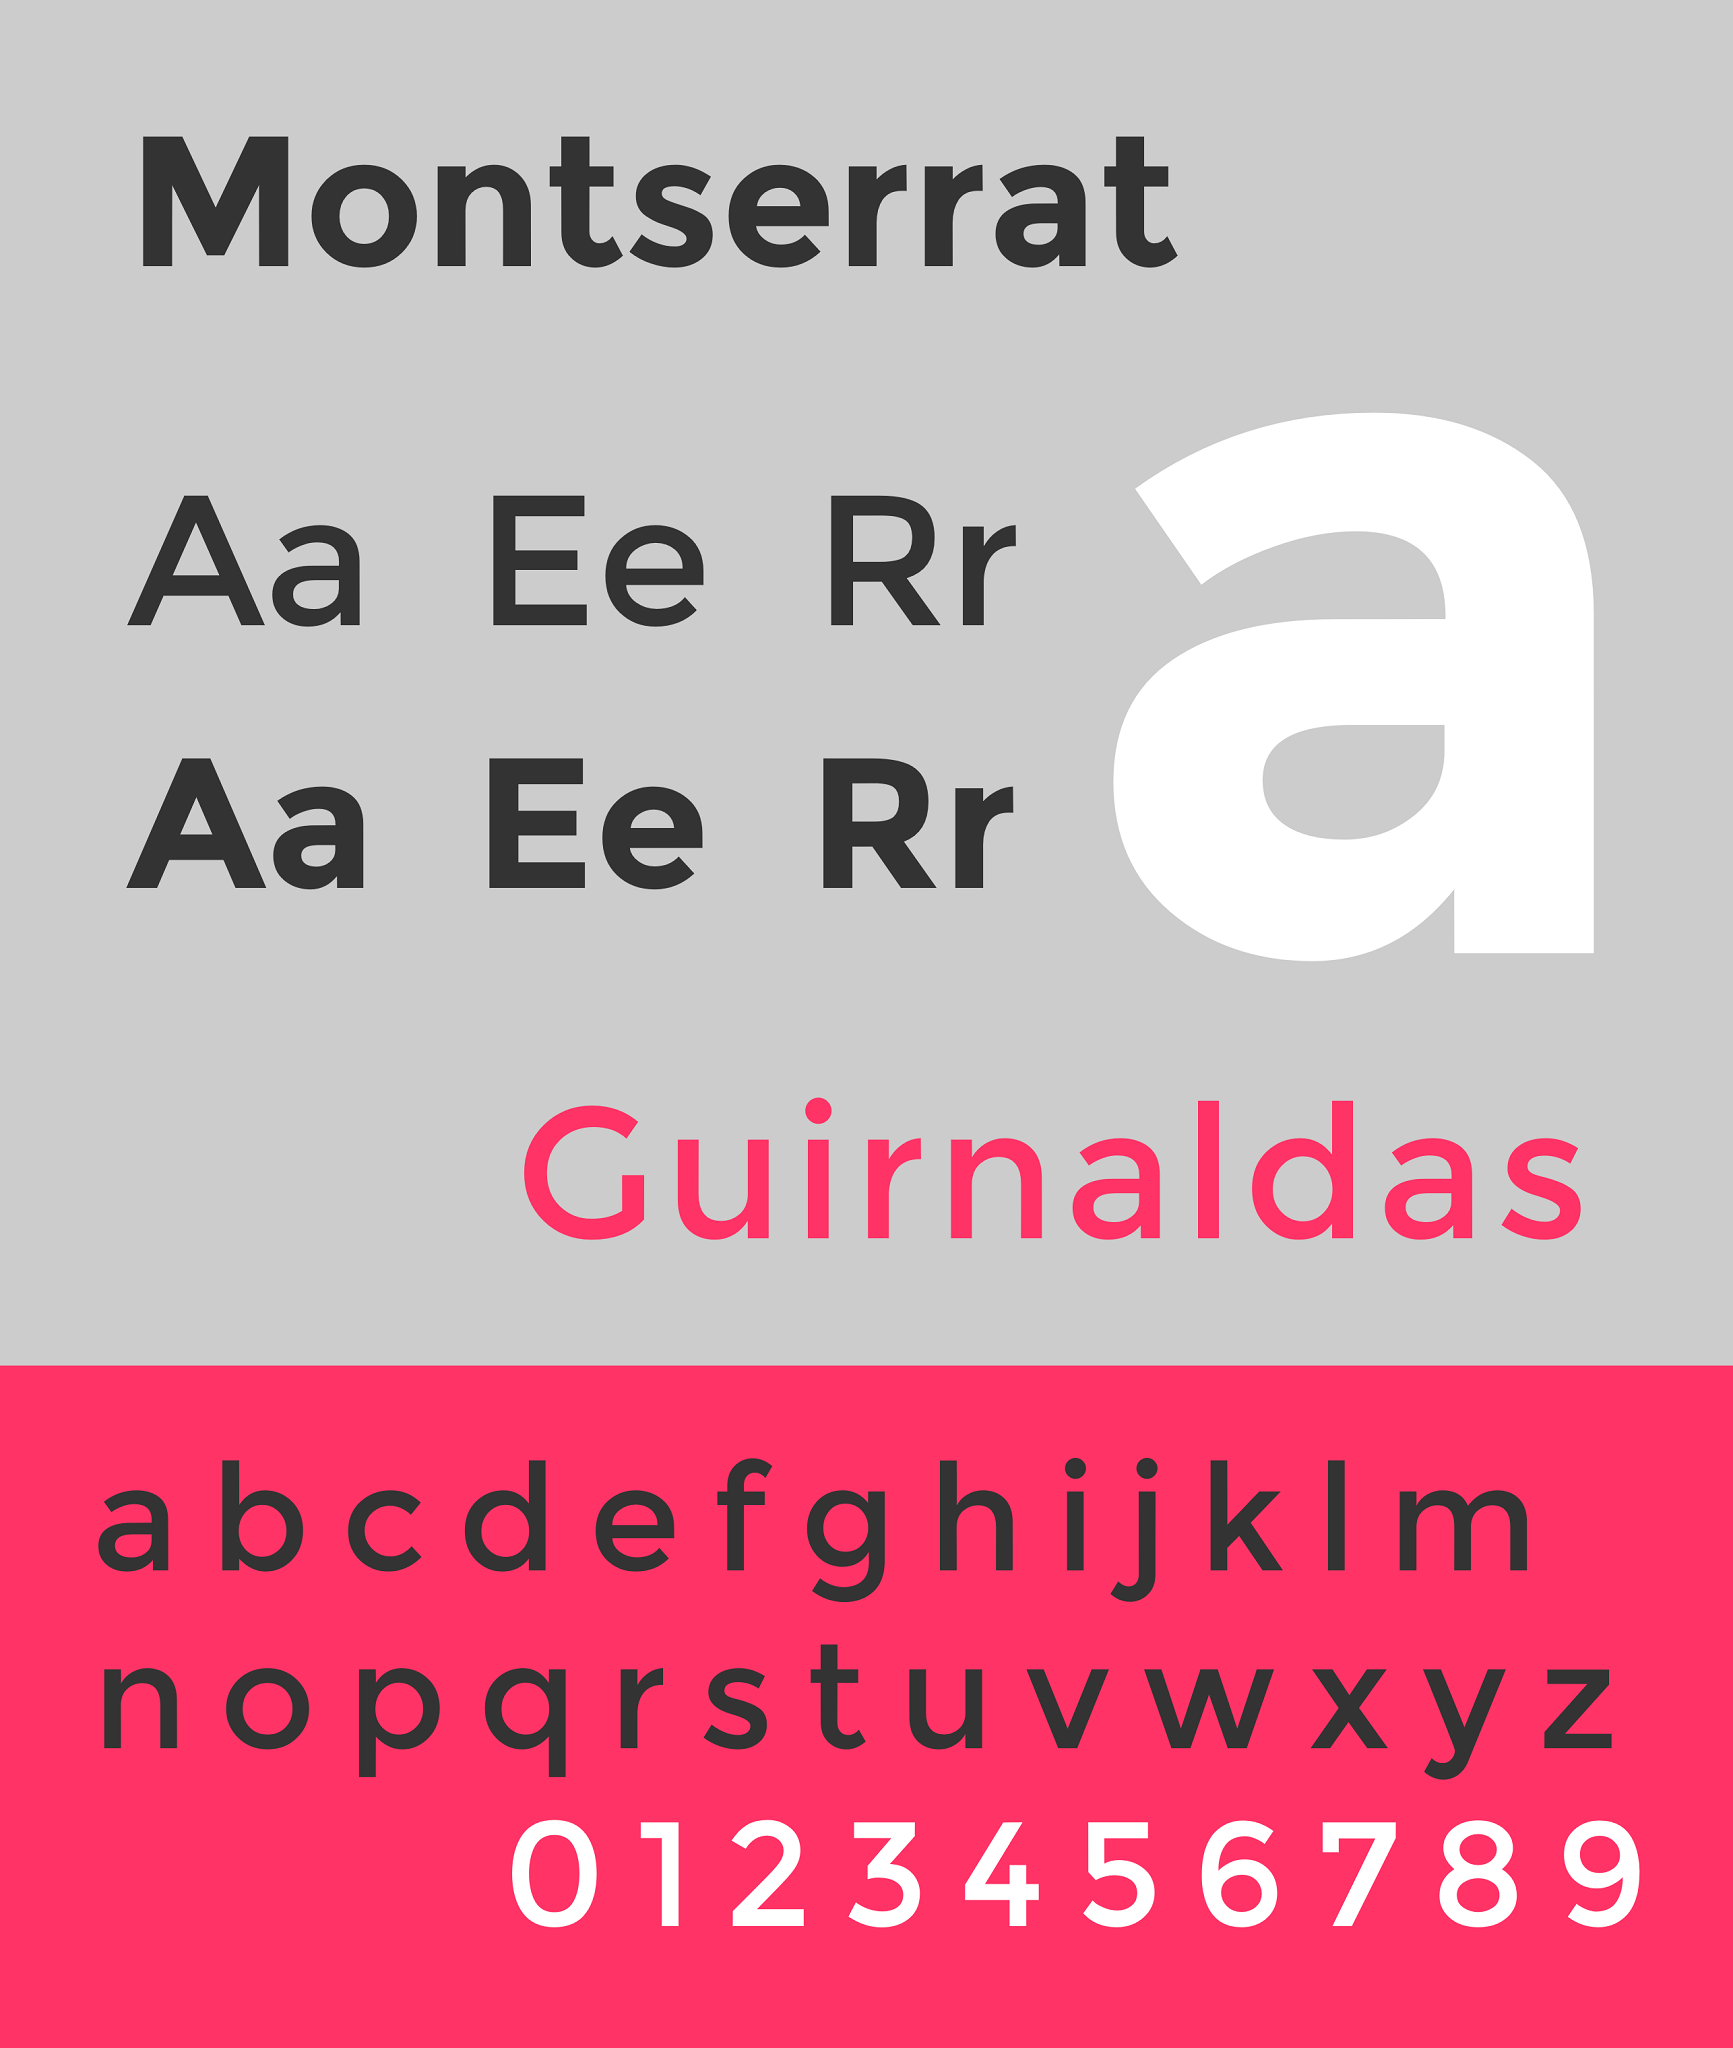 Montserrat
Aa Ee Rr
a
Aa Ee Rr
Guirnaldas
a b c d e f g h i j k l m
n o p q r s t u v w x y z
0 1 2 3 4 5 6 7 8 9